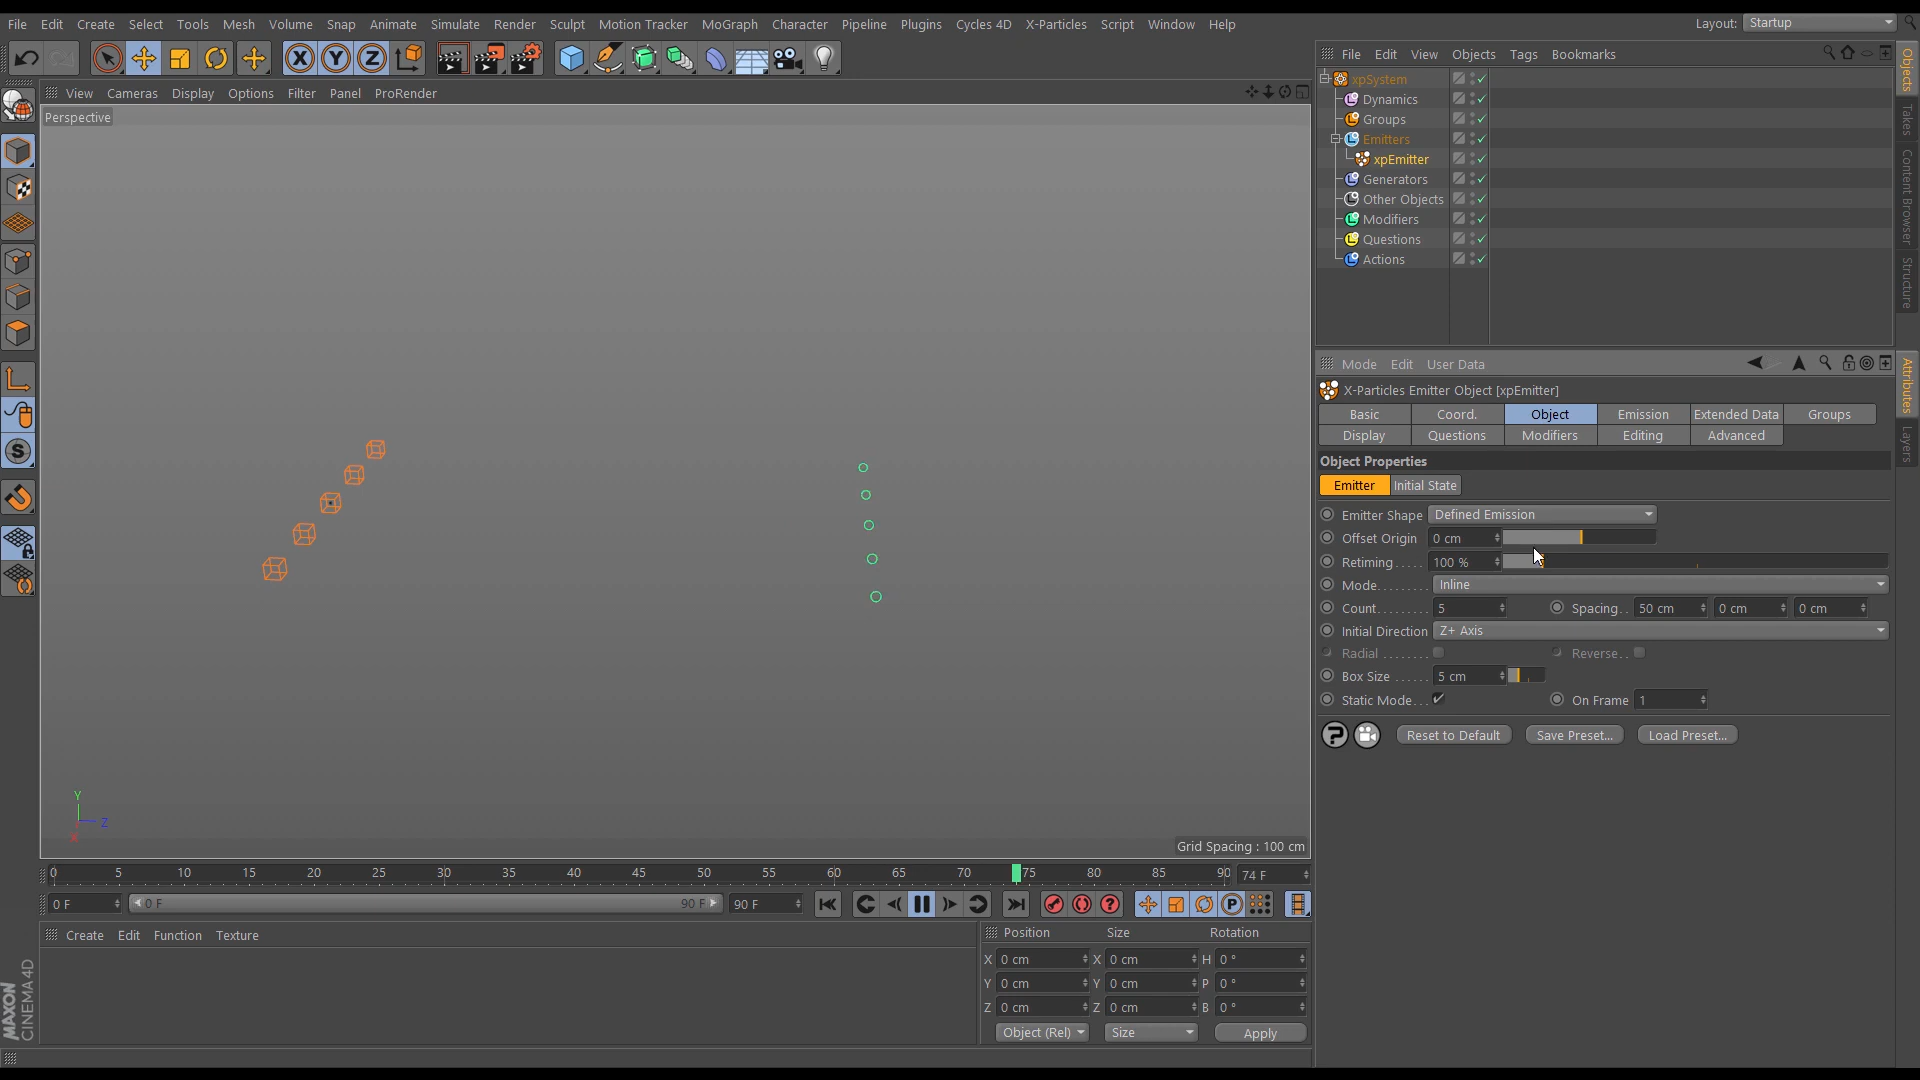 File Edit Create Select Tools Mesh Volume Snap Animate Simulate Render Sculpt Motion Tracker MoGraph Character Pipeline Plugins Cycles 4D X-Particles Script Window Help Layout: Startup
X Y Z File Edit View Objects Tags Bookmarks
View Cameras Display Options Filter Panel ProRender
Perspective
xpSystem
Dynamics
Groups
Emitters
xpEmitter
Generators
Other Objects
Modifiers
Questions
Actions
Objects
Takes
Content Browser
Structure
Attributes
Layers
Mode Edit User Data
X-Particles Emitter Object [xpEmitter]
Basic Coord. Object Emission Extended Data Groups
Display Questions Modifiers Editing Advanced
Object Properties
Emitter Initial State
Emitter Shape Defined Emission
Offset Origin 0 cm
Retiming..... 100 %
Mode........ Inline
Count........ 5 Spacing.. 50 cm 0 cm 0 cm
Initial Direction Z+ Axis
Radial ........ Reverse..
Box Size ...... 5 cm
Static Mode... On Frame 1
? Reset to Default Save Preset... Load Preset...
S
Y
Z
X
Grid Spacing : 100 cm
0 5 10 15 20 25 30 35 40 45 50 55 60 65 70 75 80 85 90 74 F
0 F 0 F 90 F 90 F ? P
Create Edit Function Texture
Position Size Rotation
X 0 cm X 0 cm H 0 °
Y 0 cm Y 0 cm P 0 °
Z 0 cm Z 0 cm B 0 °
Object (Rel) Size Apply
MAXON
CINEMA 4D